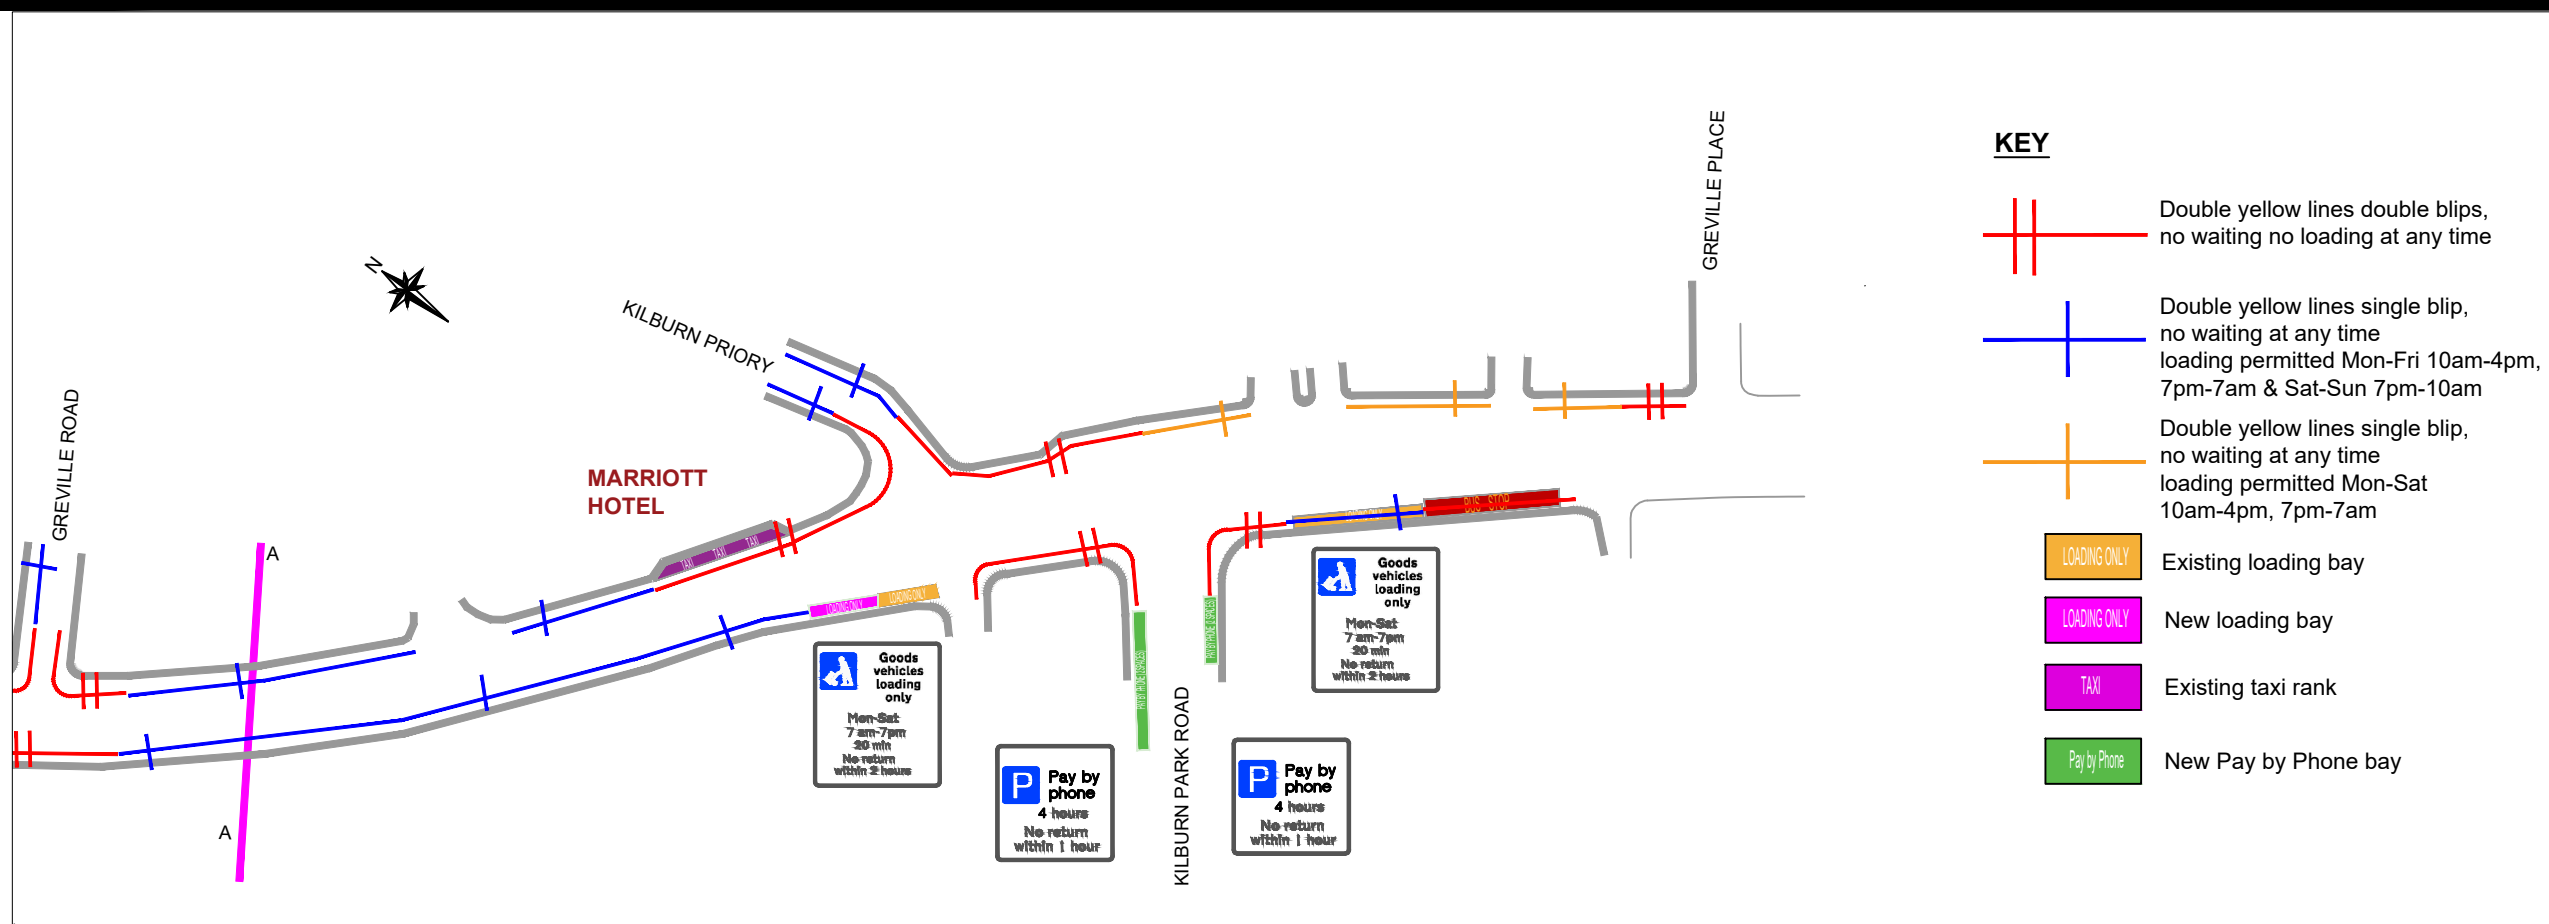 GREVILLE PLACE
N
KILBURN PRIORY
GREVILLE ROAD
MARRIOTT
HOTEL
A
A
TAXI
TAXI
TAXI
LOADING ONLY
LOADING ONLY
BUS STOP
KILBURN PARK ROAD
Goods
vehicles
loading
only
Mon-Sat
7 am-7pm
20 min
No return
within 2 hours
Goods
vehicles
loading
only
Mon-Sat
7 am-7pm
20 min
No return
within 2 hours
P
Pay by
phone
4 hours
No return
within 1 hour
P
Pay by
phone
4 hours
No return
within 1 hour
KEY
Double yellow lines double blips,
no waiting no loading at any time
Double yellow lines single blip,
no waiting at any time
loading permitted Mon-Fri 10am-4pm,
7pm-7am & Sat-Sun 7pm-10am
Double yellow lines single blip,
no waiting at any time
loading permitted Mon-Sat
10am-4pm, 7pm-7am
LOADING ONLY
Existing loading bay
LOADING ONLY
New loading bay
TAXI
Existing taxi rank
Pay by Phone
New Pay by Phone bay